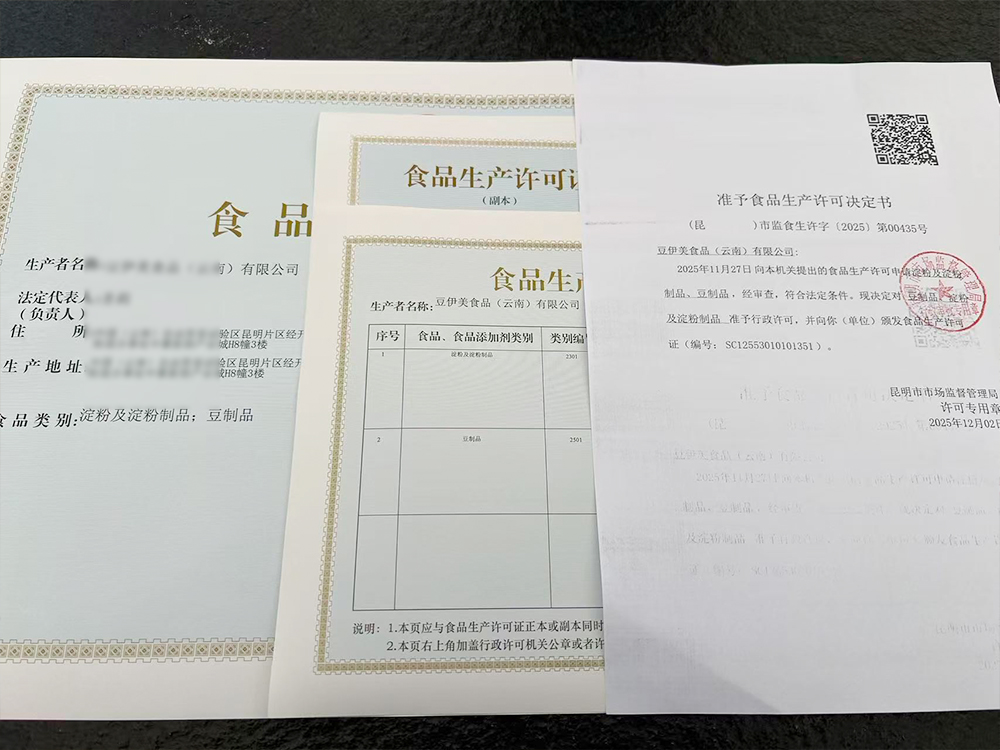 食品
生产者名
南）有限公司
法定代表人
（负责人）
住 所
验区昆明片区经开
城H8幢3楼
生产地址
验区昆明片区经开
城H8幢3楼
食品类别:淀粉及淀粉制品；豆制品
食品生产许可证
（副本）
食品生产
生产者名称:豆伊美食品（云南）有限公司
序号 食品、食品添加剂类别 类别编
1 淀粉及淀粉制品 2301
2 豆制品 2501
说明：1.本页应与食品生产许可证正本或副本同时
2.本页右上角加盖行政许可机关公章或者许
准予食品生产许可决定书
（昆 ）市监食生许字〔2025〕第00435号
豆伊美食品（云南）有限公司:
2025年11月27日 向本机关提出的食品生产许可申请淀粉及淀粉
制品、豆制品，经审查，符合法定条件。现决定对 豆制品、淀粉
及淀粉制品 准予行政许可，并向你（单位）颁发食品生产许可
证（编号：SC12553010101351）。
昆明市市场监督管理局
许可专用章
2025年12月02日